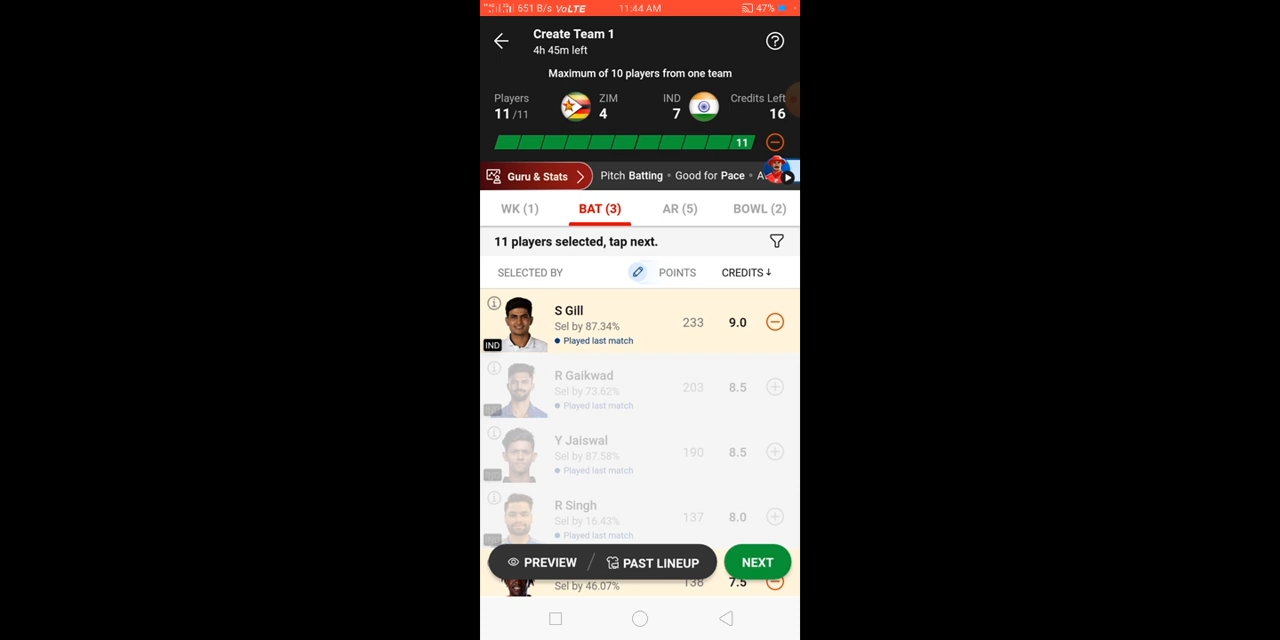 651 B/s VoLTE 11:44 AM 47%
Create Team 1
4h 45m left
Maximum of 10 players from one team
Players ZIM IND Credits Left
11/11 4 7 16
11
Guru & Stats Pitch Batting • Good for Pace • A
WK (1) BAT (3) AR (5) BOWL (2)
11 players selected, tap next.
SELECTED BY POINTS CREDITS↓
S Gill
Sel by 87.34% 233 9.0
IND • Played last match
R Gaikwad
Sel by 73.62% 203 8.5
• Played last match
Y Jaiswal
Sel by 87.58% 190 8.5
• Played last match
R Singh
Sel by 16.43% 137 8.0
• Played last match
PREVIEW / PAST LINEUP NEXT
Sel by 46.07% 138 7.5